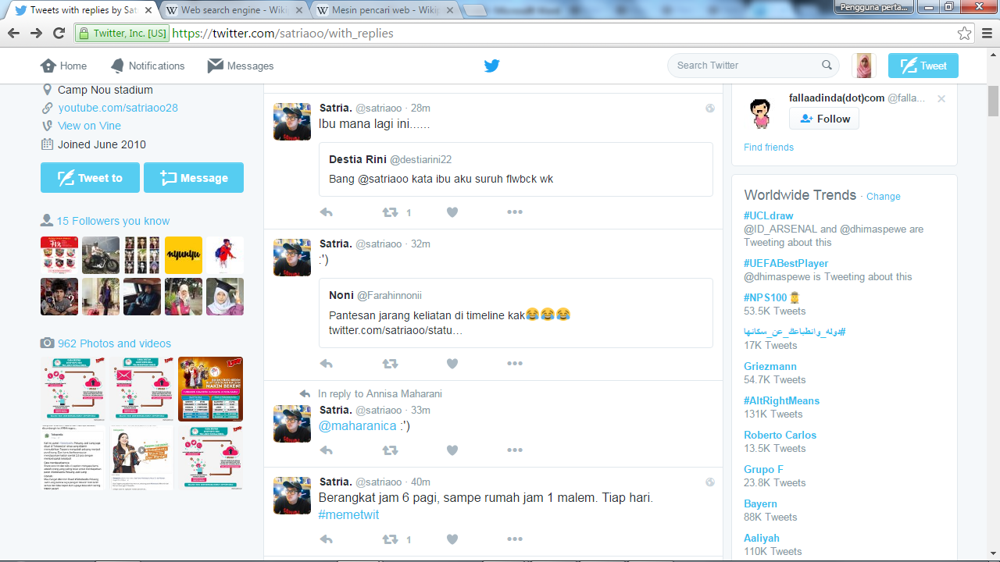 Tweets with replies by Sat
Web search engine - Wiki
Mesin pencari web - Wikip
Pengguna perta...
Twitter, Inc. [US]
https://twitter.com/satriaoo/with_replies
Home
Notifications
Messages
Search Twitter
Tweet
Camp Nou stadium
youtube.com/satriaoo28
View on Vine
Joined June 2010
Tweet to
Message
15 Followers you know
nyunyu
962 Photos and videos
Satria. @satriaoo · 28m
Ibu mana lagi ini......
Destia Rini @destiarini22
Bang @satriaoo kata ibu aku suruh flwbck wk
1
Satria. @satriaoo · 32m
:')
Noni @Farahinnonii
Pantesan jarang keliatan di timeline kak😂😂😂
twitter.com/satriaoo/statu...
In reply to Annisa Maharani
Satria. @satriaoo · 33m
@maharanica :')
Satria. @satriaoo · 40m
Berangkat jam 6 pagi, sampe rumah jam 1 malem. Tiap hari.
#memetwit
1
fallaadinda(dot)com @falla...
Follow
Find friends
Worldwide Trends · Change
#UCLdraw
@ID_ARSENAL and @dhimaspewe are
Tweeting about this
#UEFABestPlayer
@dhimaspewe is Tweeting about this
#NPS100
53.5K Tweets
#دوله_وانطباعك_عن_سكانها
17K Tweets
Griezmann
54.7K Tweets
#AltRightMeans
131K Tweets
Roberto Carlos
13.5K Tweets
Grupo F
23.8K Tweets
Bayern
88K Tweets
Aaliyah
110K Tweets